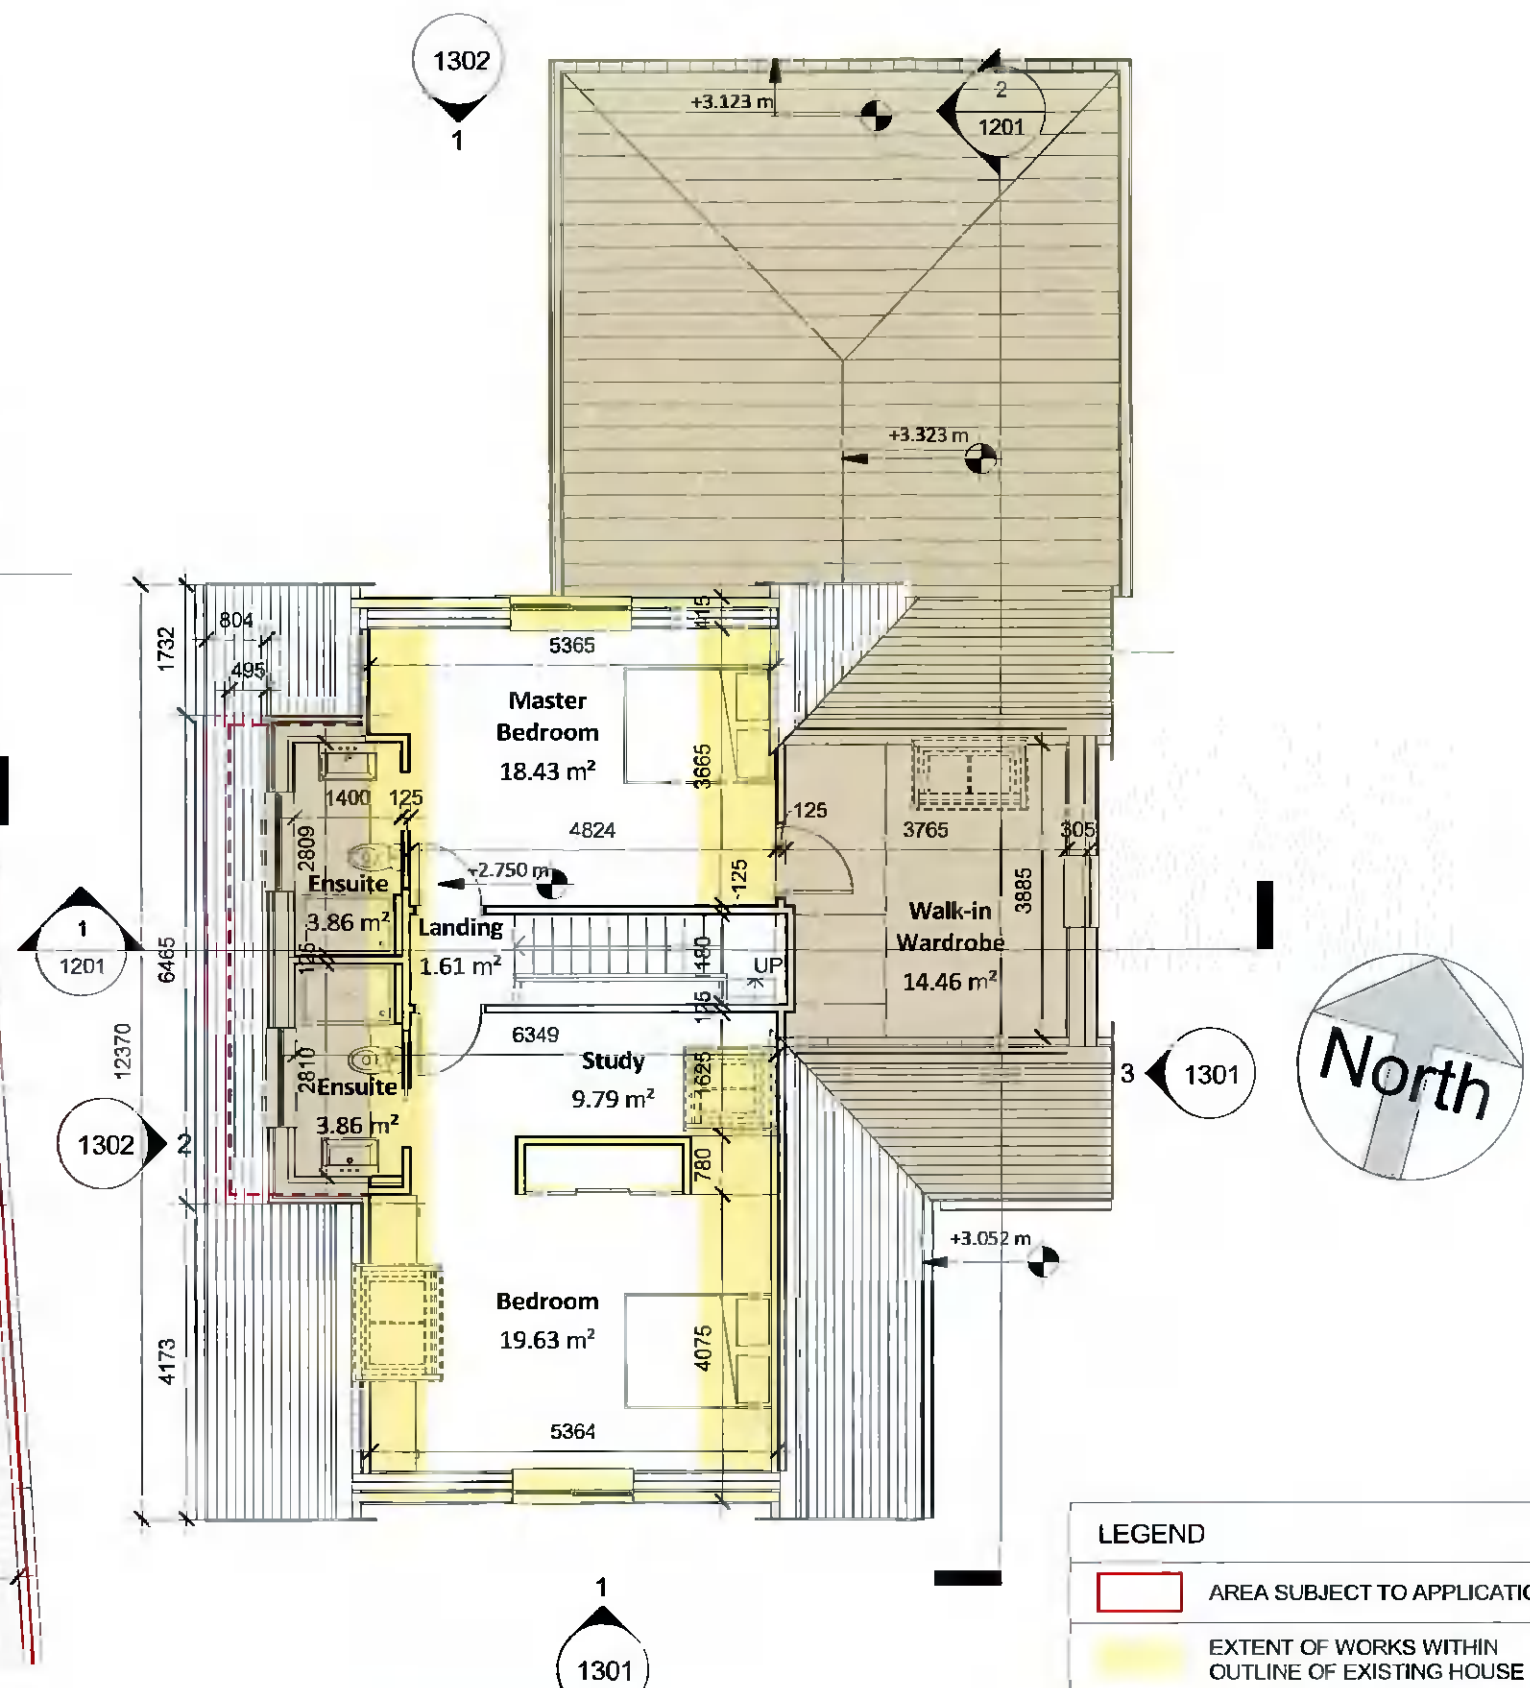 1302
1
2
1201
+3.123 m
+3.323 m
804
495
1732
415
5365
Master
Bedroom
18.43 m²
3665
1400
125
125
3765
305
2809
4824
+2.750 m
125
Ensuite
3.86 m²
Landing
1.61 m²
Walk-in
Wardrobe
14.46 m²
3885
1
1201
6465
1180
UP
125
12370
6349
Study
9.79 m²
1625
2810
Ensuite
3.86 m²
1302
2
780
3
1301
North
+3.052 m
Bedroom
19.63 m²
4075
4173
5364
1
1301
LEGEND
AREA SUBJECT TO APPLICATIO
EXTENT OF WORKS WITHIN
OUTLINE OF EXISTING HOUSE